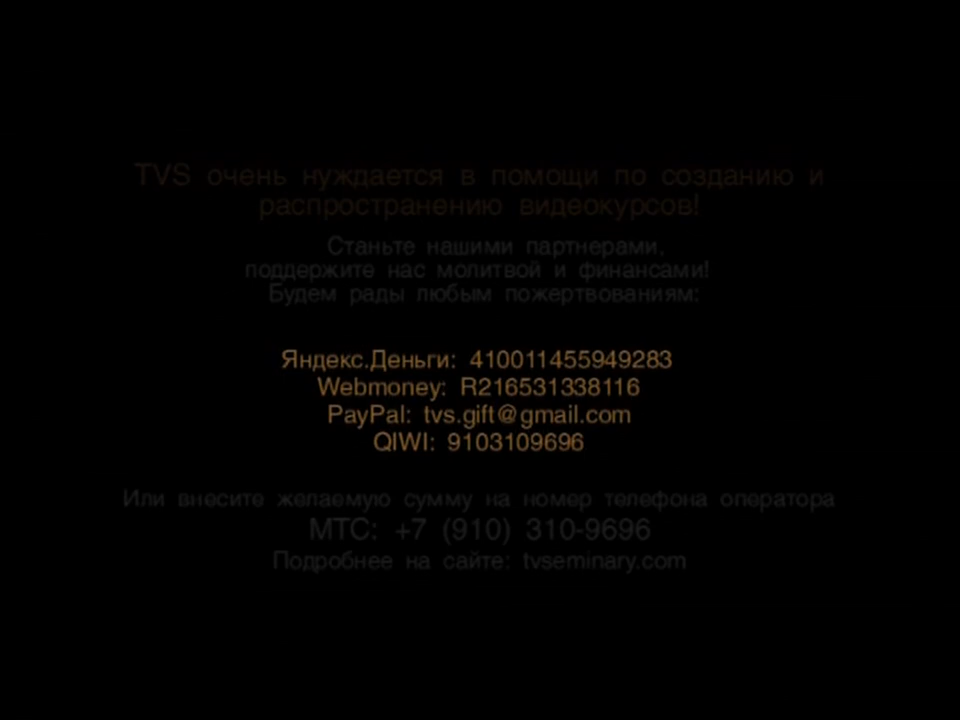 TVS очень нуждается в помощи по созданию и
распространению видеокурсов!
Станьте нашими партнерами,
поддержите нас молитвой и финансами!
Будем рады любым пожертвованиям:
Яндекс.Деньги: 410011455949283
Webmoney: R216531338116
PayPal: tvs.gift@gmail.com
QIWI: 9103109696
Или внесите желаемую сумму на номер телефона оператора
МТС: +7 (910) 310-9696
Подробнее на сайте: tvseminary.com